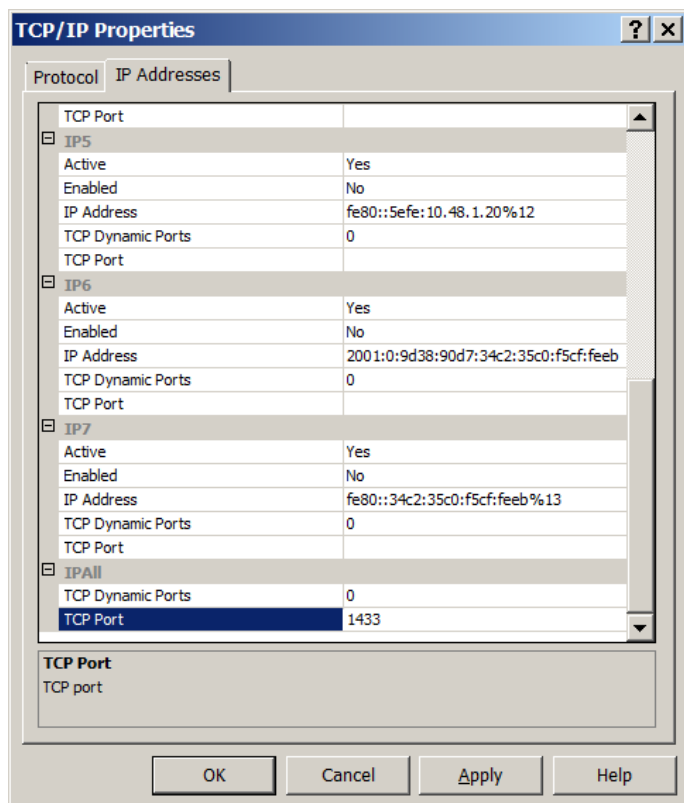 TCP/IP Properties
Protocol IP Addresses
TCP Port
IP5
Active Yes
Enabled No
IP Address fe80::5efe:10.48.1.20%12
TCP Dynamic Ports 0
TCP Port
IP6
Active Yes
Enabled No
IP Address 2001:0:9d38:90d7:34c2:35c0:f5cf:feeb
TCP Dynamic Ports 0
TCP Port
IP7
Active Yes
Enabled No
IP Address fe80::34c2:35c0:f5cf:feeb%13
TCP Dynamic Ports 0
TCP Port
IPAll
TCP Dynamic Ports 0
TCP Port 1433
TCP Port
TCP port
OK Cancel Apply Help